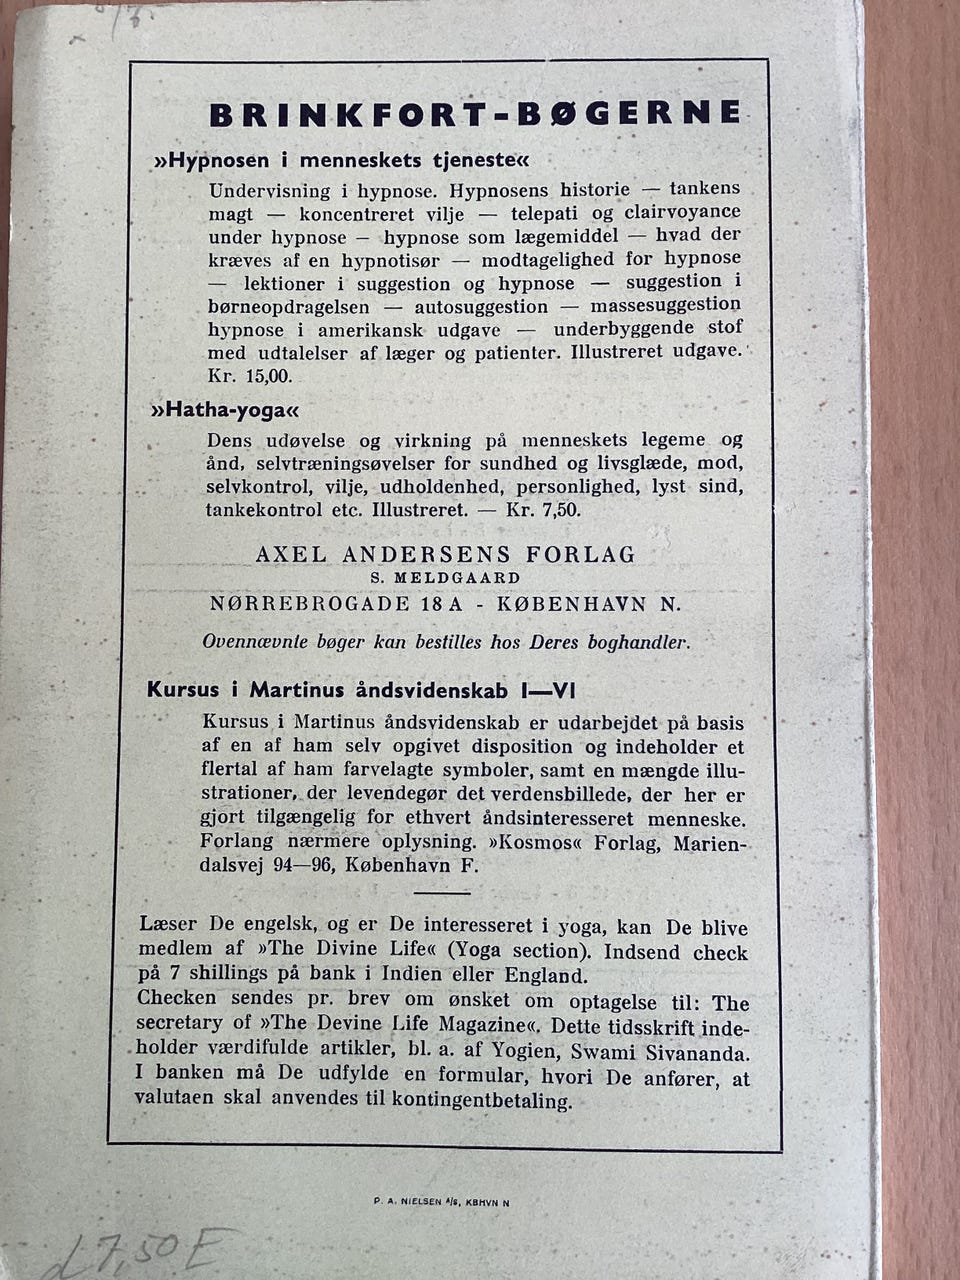 BRINKFORT-BØGERNE
»Hypnosen i menneskets tjeneste«
Undervisning i hypnose. Hypnosens historie — tankens
magt — koncentreret vilje — telepati og clairvoyance
under hypnose — hypnose som lægemiddel — hvad der
kræves af en hypnotisør — modtagelighed for hypnose
— lektioner i suggestion og hypnose — suggestion i
børneopdragelsen — autosuggestion — massesuggestion
hypnose i amerikansk udgave — underbyggende stof
med udtalelser af læger og patienter. Illustreret udgave.
Kr. 15,00.
»Hatha-yoga«
Dens udøvelse og virkning på menneskets legeme og
ånd, selvtræningsøvelser for sundhed og livsglæde, mod,
selvkontrol, vilje, udholdenhed, personlighed, lyst sind,
tankekontrol etc. Illustreret. — Kr. 7,50.
AXEL ANDERSENS FORLAG
S. MELDGAARD
NØRREBROGADE 18 A - KØBENHAVN N.
Ovennævnte bøger kan bestilles hos Deres boghandler.
Kursus i Martinus åndsvidenskab I—VI
Kursus i Martinus åndsvidenskab er udarbejdet på basis
af en af ham selv opgivet disposition og indeholder et
flertal af ham farvelagte symboler, samt en mængde illu-
strationer, der levendegør det verdensbillede, der her er
gjort tilgængelig for ethvert åndsinteresseret menneske.
Forlang nærmere oplysning. »Kosmos« Forlag, Marien-
dalsvej 94—96, København F.
Læser De engelsk, og er De interesseret i yoga, kan De blive
medlem af »The Divine Life« (Yoga section). Indsend check
på 7 shillings på bank i Indien eller England.
Checken sendes pr. brev om ønsket om optagelse til: The
secretary of »The Devine Life Magazine«. Dette tidsskrift inde-
holder værdifulde artikler, bl. a. af Yogien, Swami Sivananda.
I banken må De udfylde en formular, hvori De anfører, at
valutaen skal anvendes til kontingentbetaling.
P. A. NIELSEN A/S, KBHVN N
7,50 E